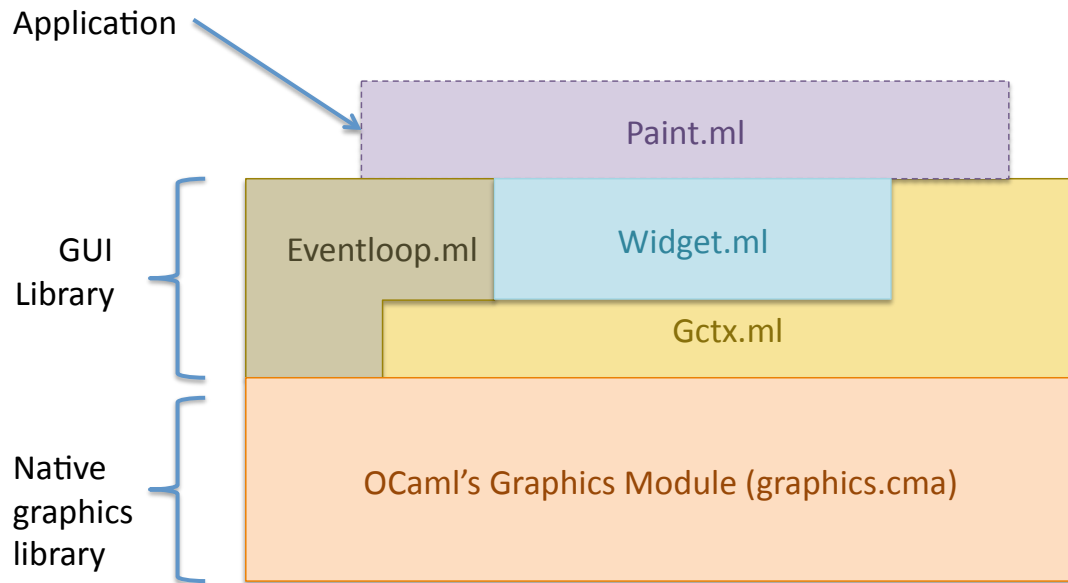 Application
Paint.ml
GUI
Library
Eventloop.ml
Widget.ml
Gctx.ml
Native
graphics
library
OCaml’s Graphics Module (graphics.cma)